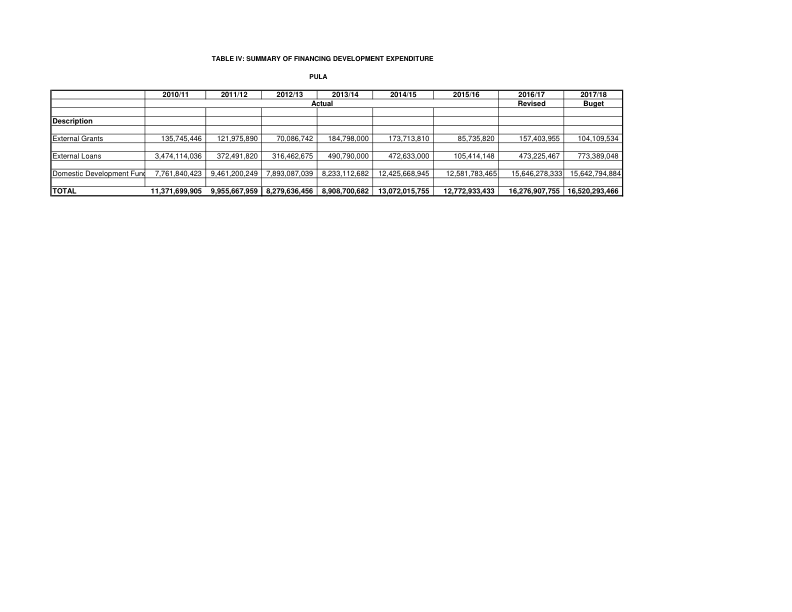 TABLE IV: SUMMARY OF FINANCING DEVELOPMENT EXPENDITURE
PULA
2010/11 2011/12 2012/13 2013/14 2014/15 2015/16 2016/17 2017/18
Actual Revised Buget
Description
External Grants 135,745,446 121,975,890 70,086,742 184,798,000 173,713,810 85,735,820 157,403,955 104,109,534
External Loans 3,474,114,036 372,491,820 316,462,675 490,790,000 472,633,000 105,414,148 473,225,467 773,389,048
Domestic Development Fund 7,761,840,423 9,461,200,249 7,893,087,039 8,233,112,682 12,425,668,945 12,581,783,465 15,646,278,333 15,642,794,884
TOTAL 11,371,699,905 9,955,667,959 8,279,636,456 8,908,700,682 13,072,015,755 12,772,933,433 16,276,907,755 16,520,293,466